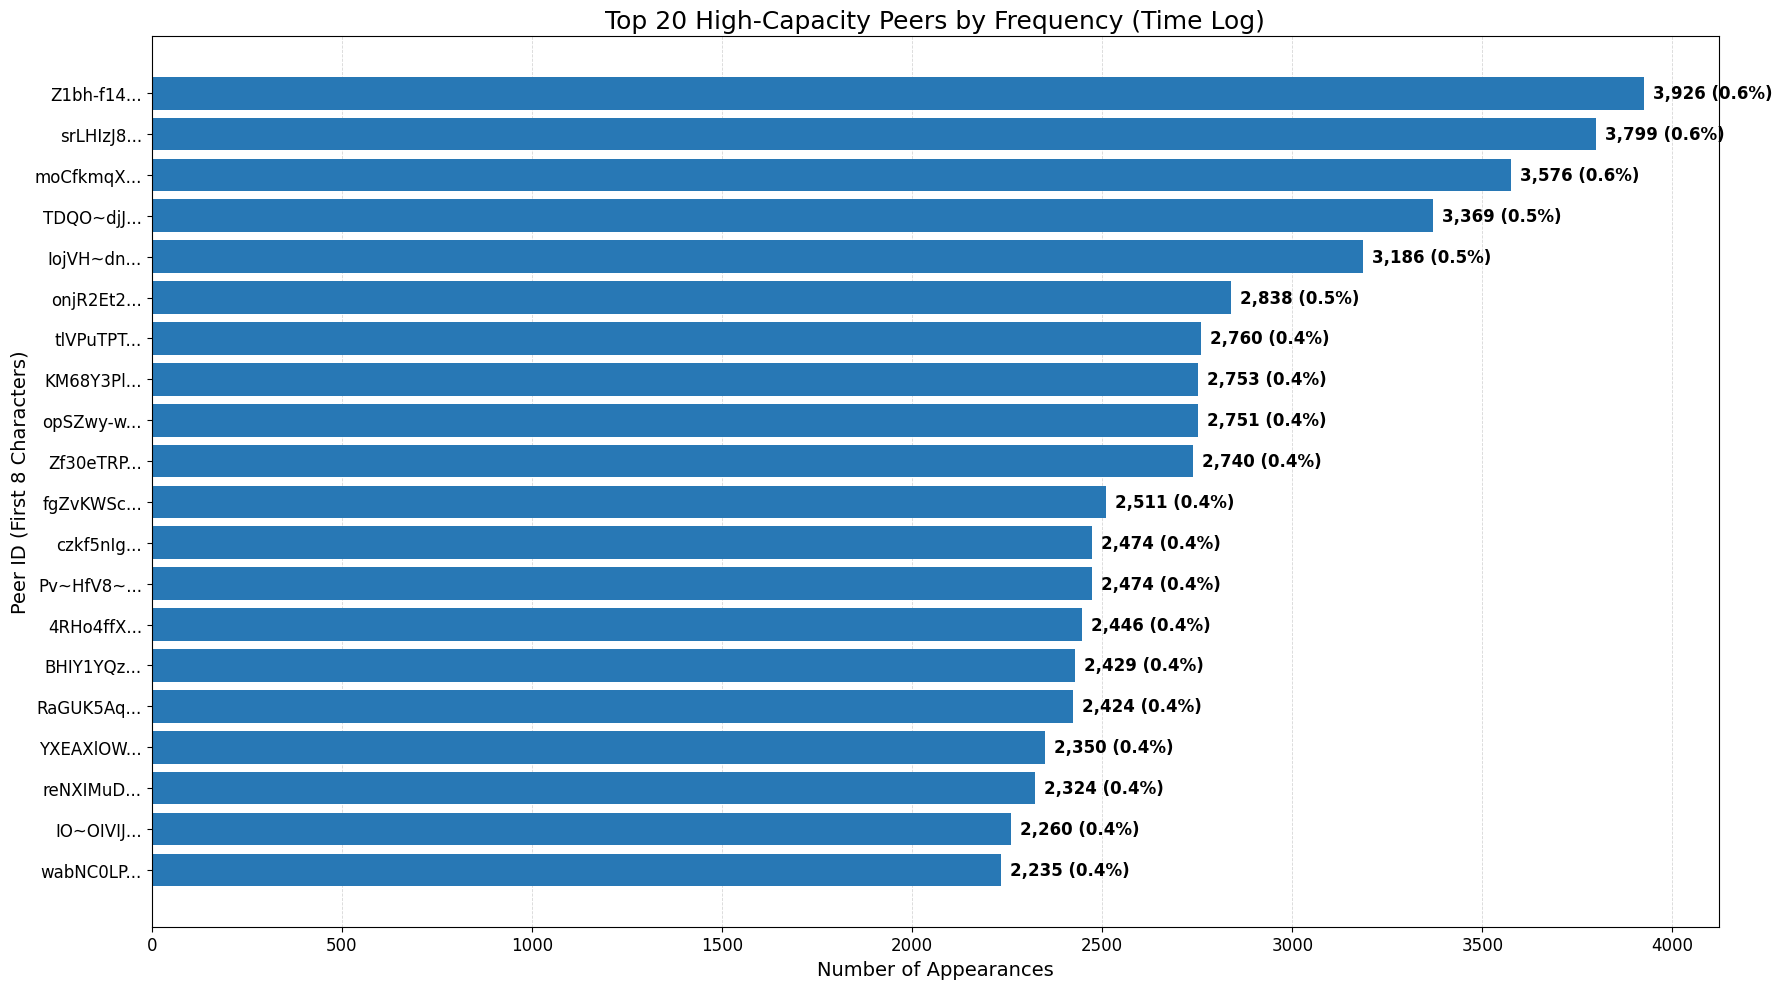 Top 20 High-Capacity Peers by Frequency (Time Log)
Peer ID (First 8 Characters)
Z1bh-f14... 3,926 (0.6%)
srLHIzJ8... 3,799 (0.6%)
moCfkmqX... 3,576 (0.6%)
TDQO~djJ... 3,369 (0.5%)
IojVH~dn... 3,186 (0.5%)
onjR2Et2... 2,838 (0.5%)
tlVPuTPT... 2,760 (0.4%)
KM68Y3Pl... 2,753 (0.4%)
opSZwy-w... 2,751 (0.4%)
Zf30eTRP... 2,740 (0.4%)
fgZvKWSc... 2,511 (0.4%)
czkf5nIg... 2,474 (0.4%)
Pv~HfV8~... 2,474 (0.4%)
4RHo4ffX... 2,446 (0.4%)
BHIY1YQz... 2,429 (0.4%)
RaGUK5Aq... 2,424 (0.4%)
YXEAXlOW... 2,350 (0.4%)
reNXIMuD... 2,324 (0.4%)
IO~OIVIJ... 2,260 (0.4%)
wabNC0LP... 2,235 (0.4%)
0 500 1000 1500 2000 2500 3000 3500 4000
Number of Appearances